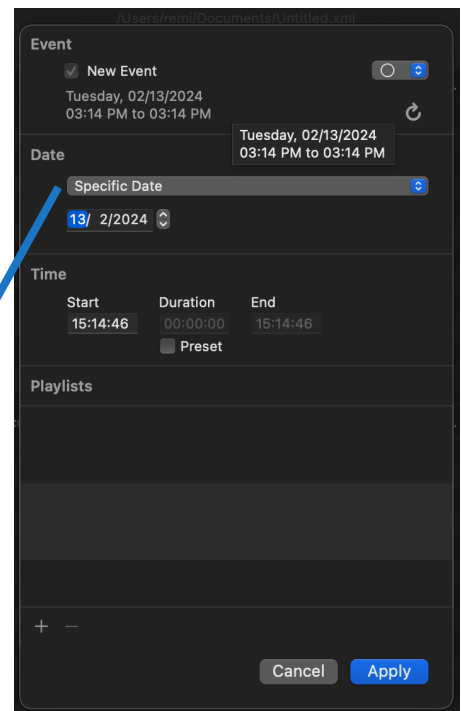 /Users/remi/Documents/Untitled.xml
Event
New Event
Tuesday, 02/13/2024
03:14 PM to 03:14 PM
Tuesday, 02/13/2024
03:14 PM to 03:14 PM
Date
Specific Date
13/ 2/2024
Time
Start Duration End
15:14:46 00:00:00 15:14:46
Preset
Playlists
+ −
Cancel Apply